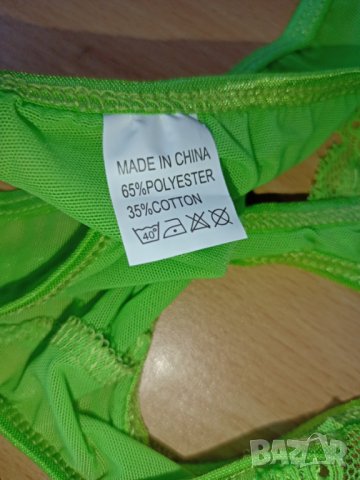 MADE IN CHINA
65%POLYESTER
35%COTTON
40°
BAZAR